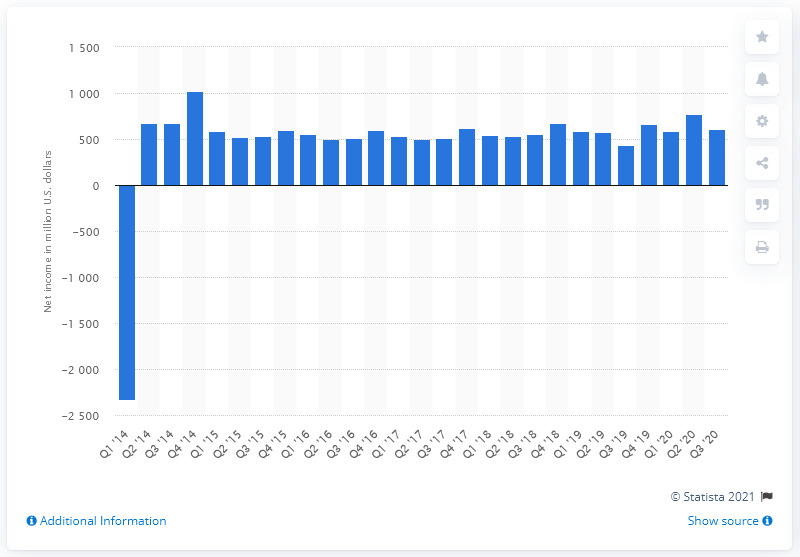 1 500
1 000
500
0
−500
−1 000
−1 500
−2 000
−2 500
Net income in million U.S. dollars
Q1 '14
Q2 '14
Q3 '14
Q4 '14
Q1 '15
Q2 '15
Q3 '15
Q4 '15
Q1 '16
Q2 '16
Q3 '16
Q4 '16
Q1 '17
Q2 '17
Q3 '17
Q4 '17
Q1 '18
Q2 '18
Q3 '18
Q4 '18
Q1 '19
Q2 '19
Q3 '19
Q4 '19
Q1 '20
Q2 '20
Q3 '20
© Statista 2021
Additional Information
Show source